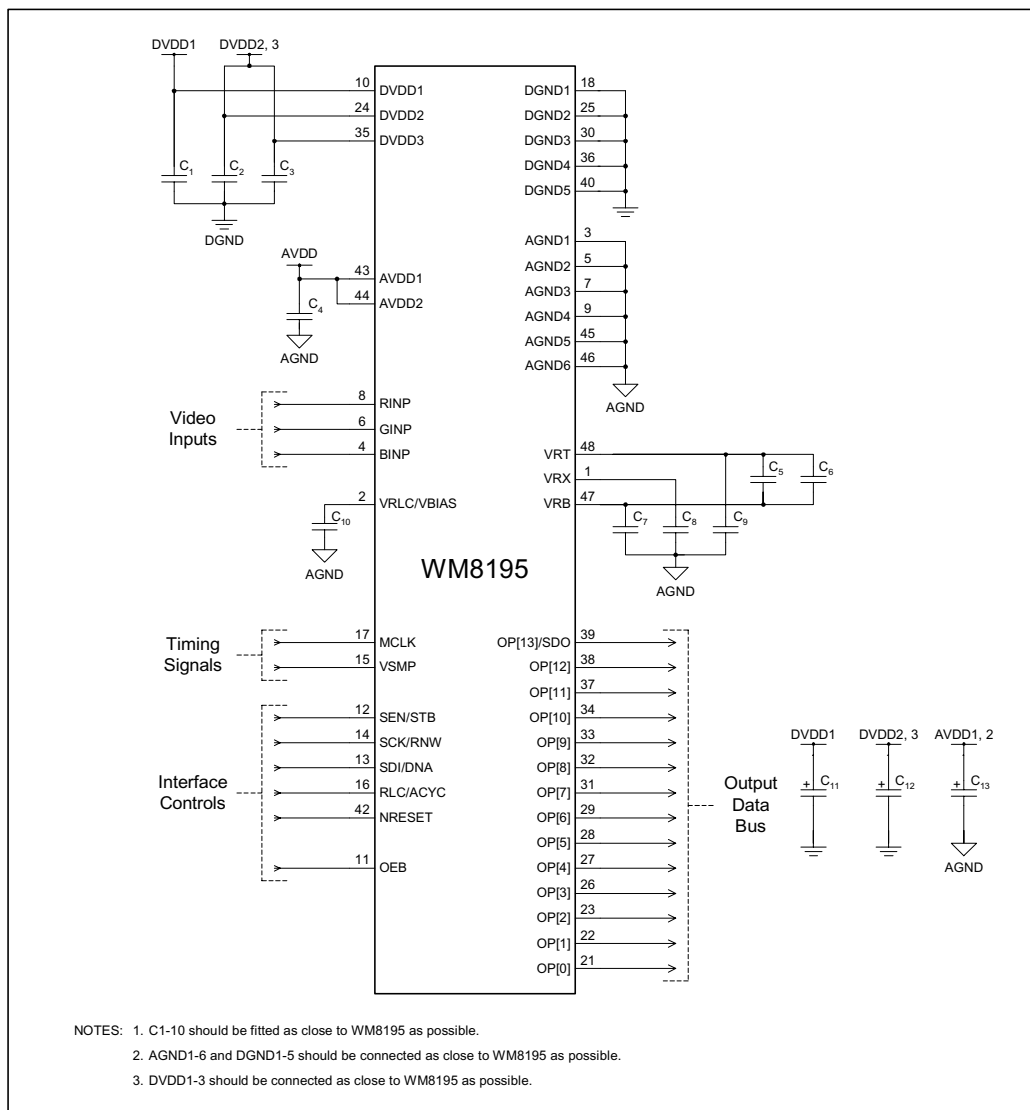 DVDD1
DVDD2, 3
10 DVDD1
24 DVDD2
35 DVDD3
C1
C2
C3
DGND
AVDD
43 AVDD1
44 AVDD2
C4
AGND
Video
Inputs
8 RINP
6 GINP
4 BINP
2 VRLC/VBIAS
C10
AGND
WM8195
Timing
Signals
17 MCLK
15 VSMP
Interface
Controls
12 SEN/STB
14 SCK/RNW
13 SDI/DNA
16 RLC/ACYC
42 NRESET
11 OEB
DGND1 18
DGND2 25
DGND3 30
DGND4 36
DGND5 40
AGND1 3
AGND2 5
AGND3 7
AGND4 9
AGND5 45
AGND6 46
AGND
VRT 48
VRX 1
VRB 47
C5
C6
C7
C8
C9
AGND
OP[13]/SDO 39
OP[12] 38
OP[11] 37
OP[10] 34
OP[9] 33
OP[8] 32
OP[7] 31
OP[6] 29
OP[5] 28
OP[4] 27
OP[3] 26
OP[2] 23
OP[1] 22
OP[0] 21
Output
Data
Bus
DVDD1
+ C11
DVDD2, 3
+ C12
AVDD1, 2
+ C13
AGND
NOTES: 1. C1-10 should be fitted as close to WM8195 as possible.
2. AGND1-6 and DGND1-5 should be connected as close to WM8195 as possible.
3. DVDD1-3 should be connected as close to WM8195 as possible.